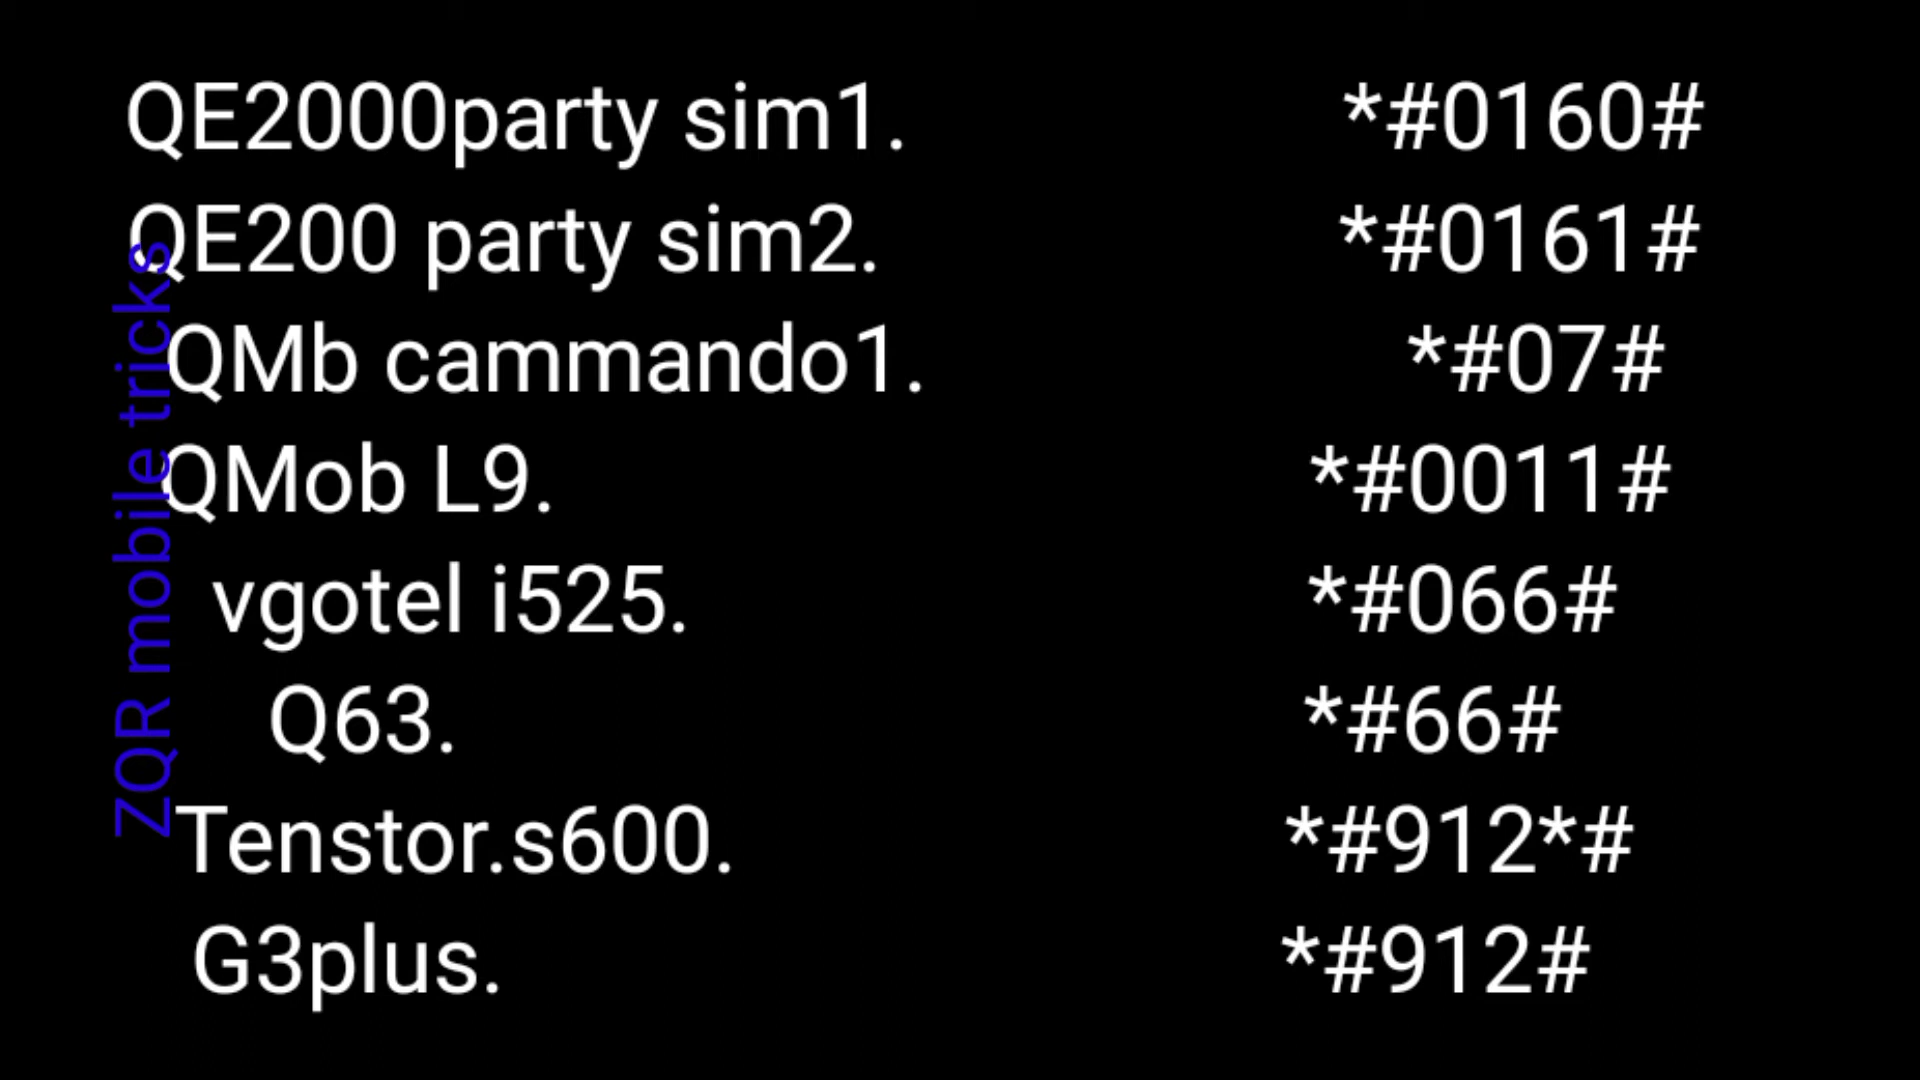 QE2000party sim1. *#0160#
QE200 party sim2. *#0161#
QMb cammando1. *#07#
QMob L9. *#0011#
vgotel i525. *#066#
Q63. *#66#
Tenstor.s600. *#912*#
G3plus. *#912#
ZQR mobile tricks